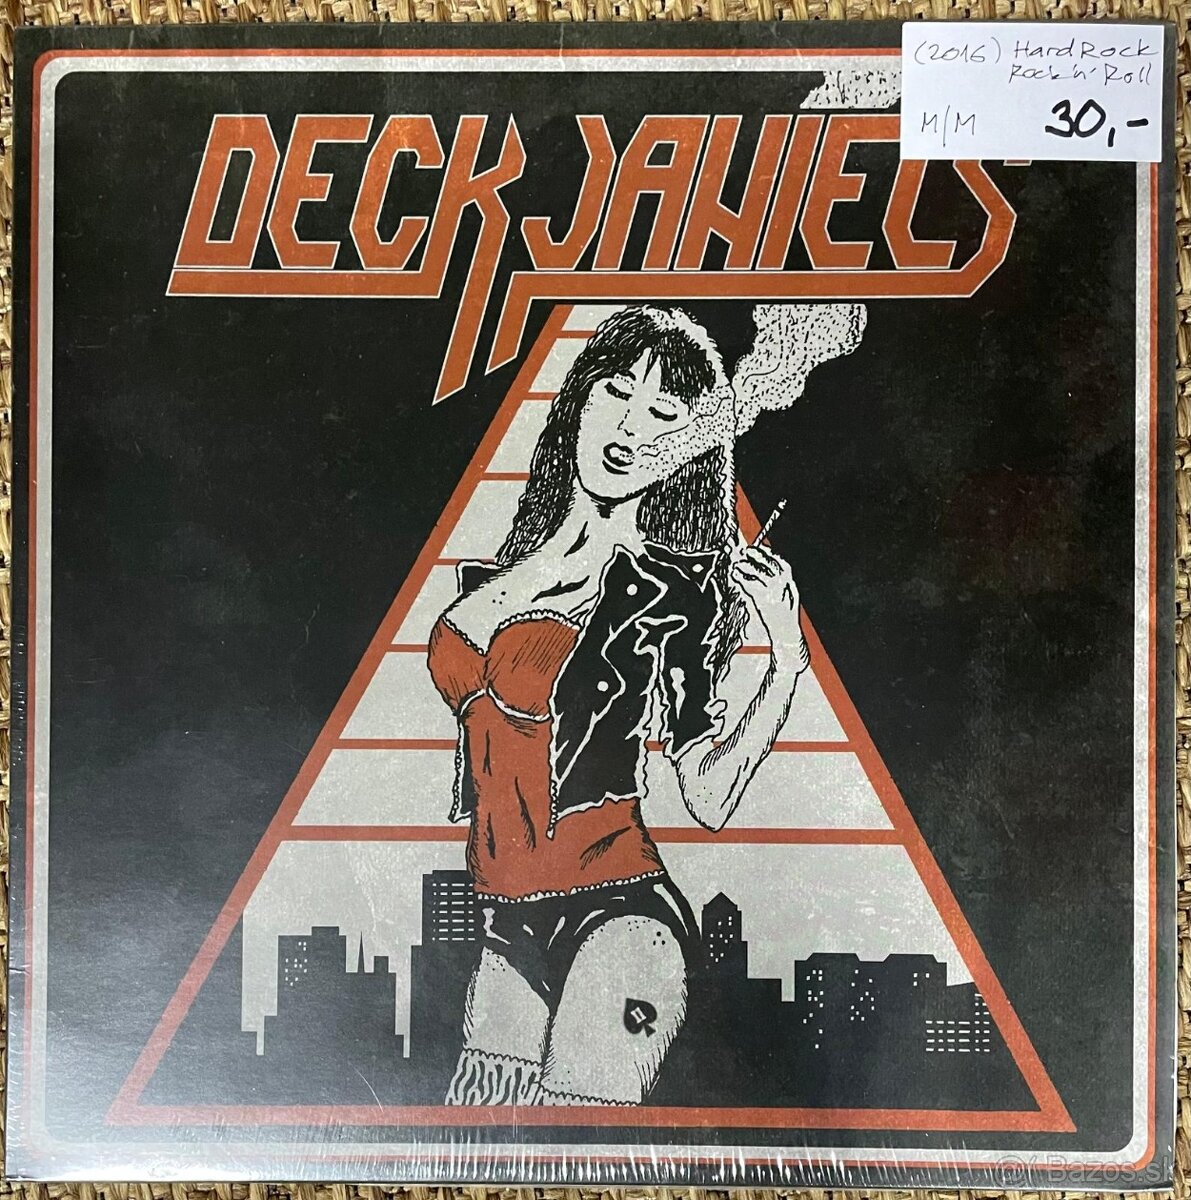 (2016) Hard Rock
Rock 'n' Roll
M/M 30,-
DECK JANIELS
© Bazos.sk